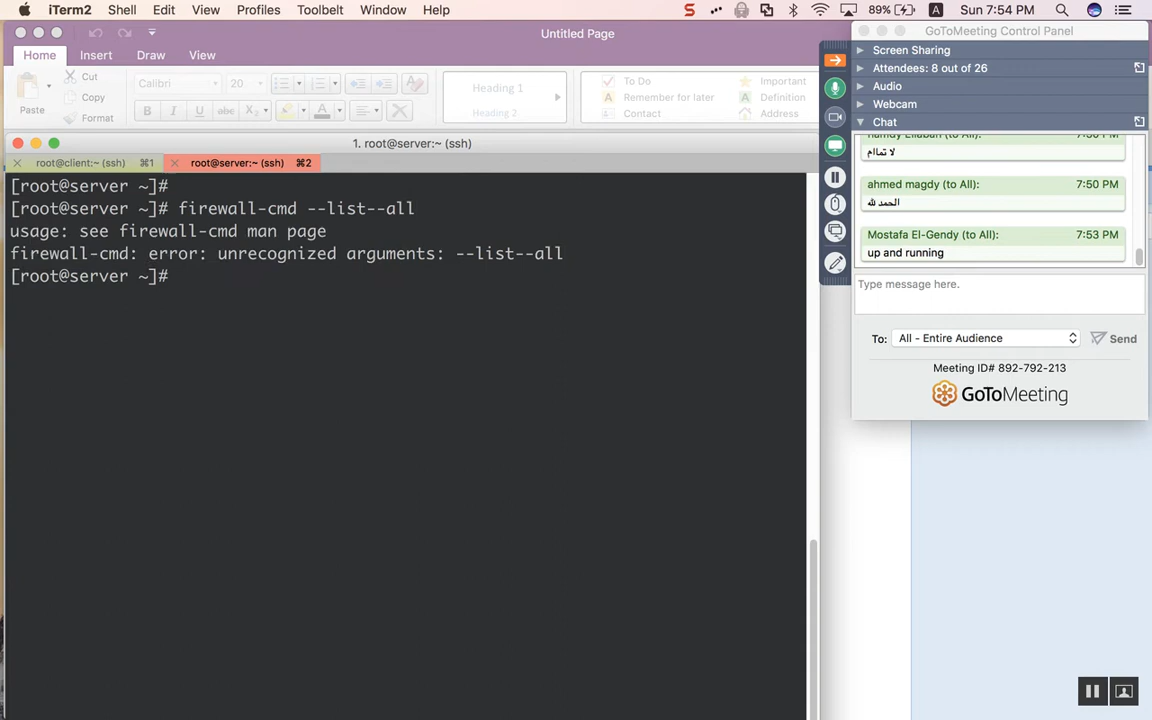 iTerm2 Shell Edit View Profiles Toolbelt Window Help 89% A Sun 7:54 PM
Untitled Page
GoToMeeting Control Panel
Home Insert Draw View
Screen Sharing
Attendees: 8 out of 26
Audio
Webcam
Chat
Paste
Cut
Copy
Format
Calibri 20
B I U abc X₂ A
Heading 1
Heading 2
To Do
Remember for later
Contact
Important
Definition
Address
1. root@server:~ (ssh)
root@client:~ (ssh) ⌘1
root@server:~ (ssh) ⌘2
[root@server ~]#
[root@server ~]# firewall-cmd --list--all
usage: see firewall-cmd man page
firewall-cmd: error: unrecognized arguments: --list--all
[root@server ~]#
لا تماام
ahmed magdy (to All): 7:50 PM
الحمد لله
Mostafa El-Gendy (to All): 7:53 PM
up and running
Type message here.
To: All - Entire Audience Send
Meeting ID# 892-792-213
GoToMeeting